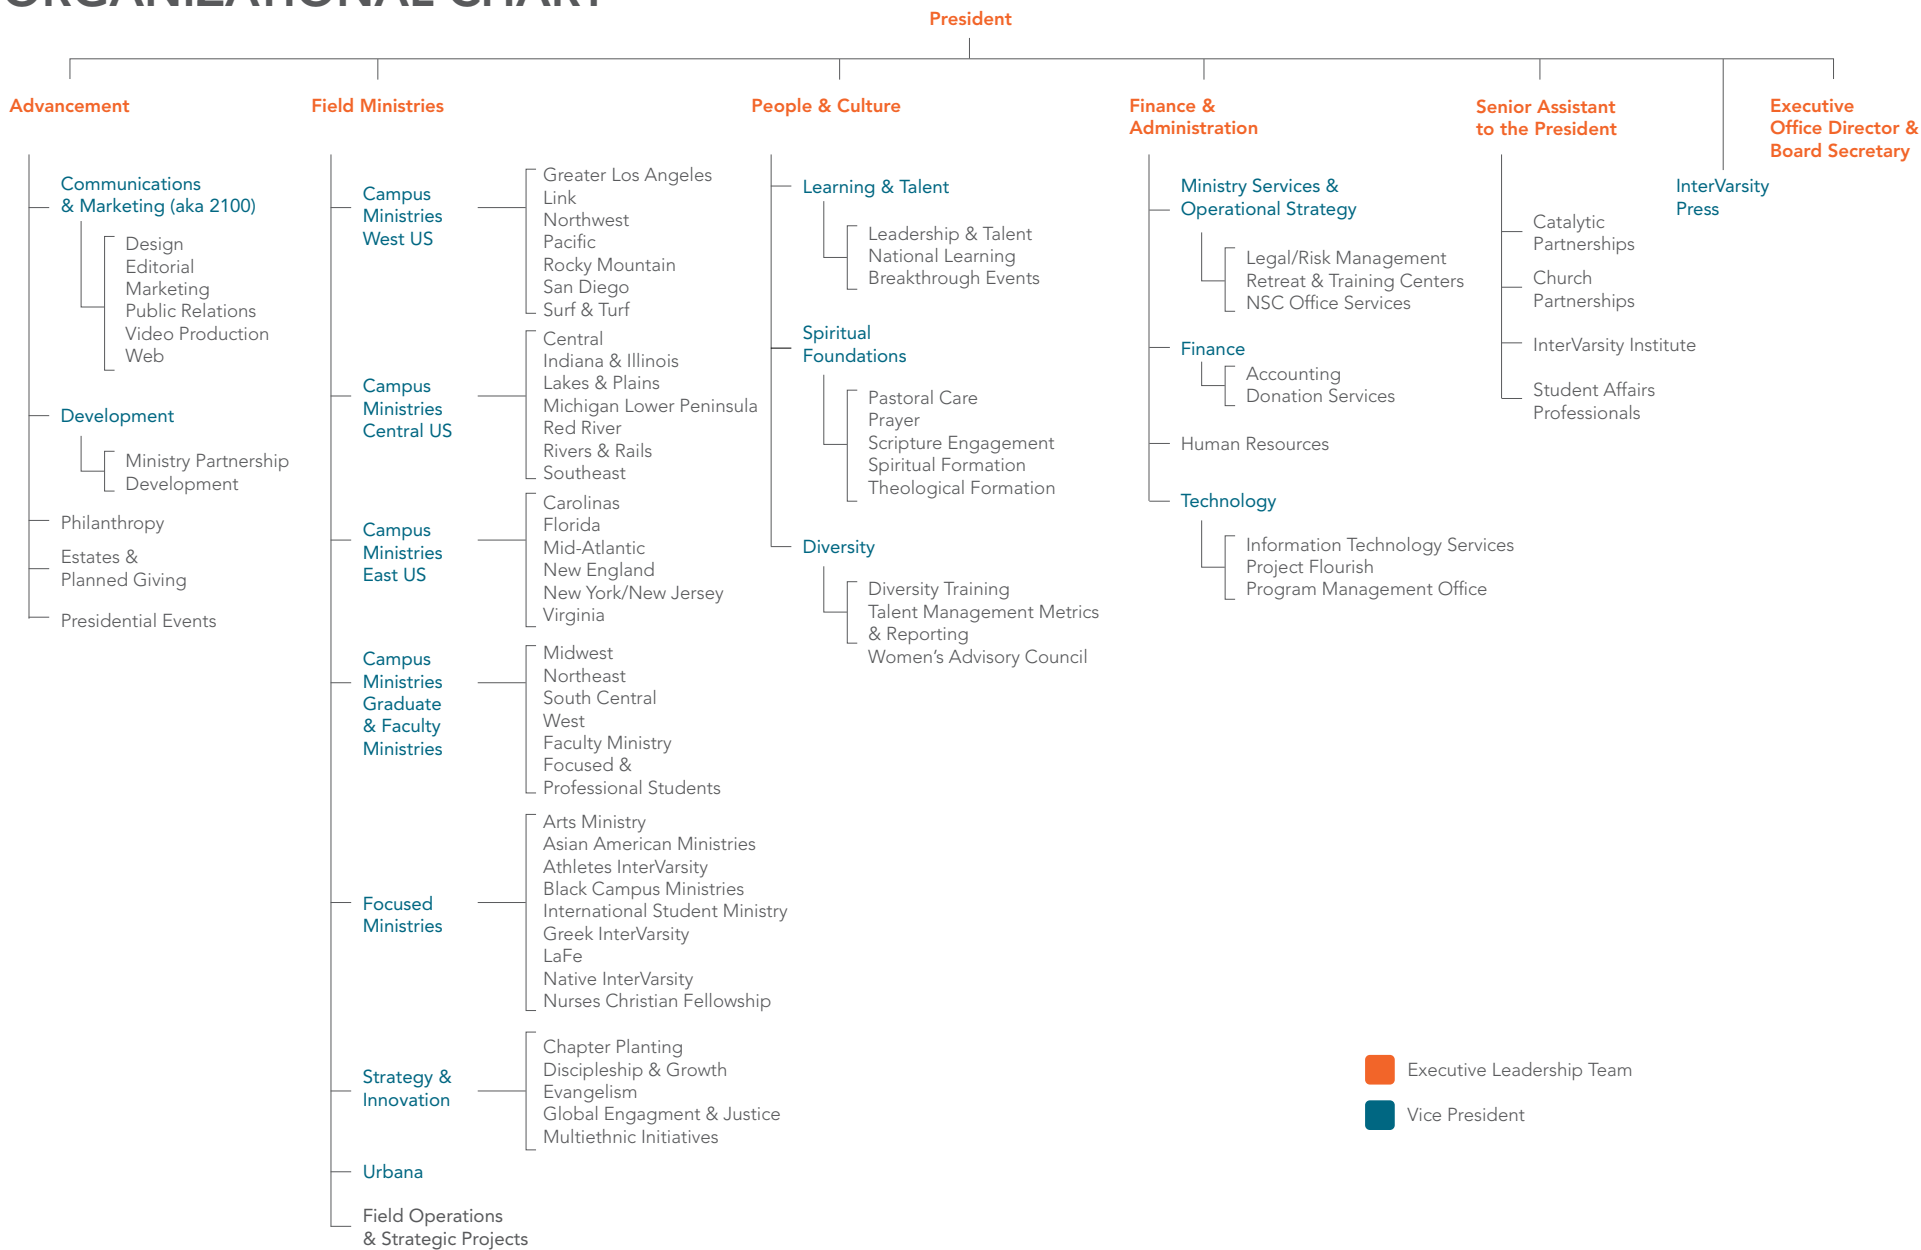 ORGANIZATIONAL CHART
President
Advancement
Communications
& Marketing (aka 2100)
Design
Editorial
Marketing
Public Relations
Video Production
Web
Development
Ministry Partnership
Development
Philanthropy
Estates &
Planned Giving
Presidential Events
Field Ministries
Campus
Ministries
West US
Greater Los Angeles
Link
Northwest
Pacific
Rocky Mountain
San Diego
Surf & Turf
Campus
Ministries
Central US
Central
Indiana & Illinois
Lakes & Plains
Michigan Lower Peninsula
Red River
Rivers & Rails
Southeast
Campus
Ministries
East US
Carolinas
Florida
Mid-Atlantic
New England
New York/New Jersey
Virginia
Campus
Ministries
Graduate
& Faculty
Ministries
Midwest
Northeast
South Central
West
Faculty Ministry
Focused &
Professional Students
Focused
Ministries
Arts Ministry
Asian American Ministries
Athletes InterVarsity
Black Campus Ministries
International Student Ministry
Greek InterVarsity
LaFe
Native InterVarsity
Nurses Christian Fellowship
Strategy &
Innovation
Chapter Planting
Discipleship & Growth
Evangelism
Global Engagment & Justice
Multiethnic Initiatives
Urbana
Field Operations
& Strategic Projects
People & Culture
Learning & Talent
Leadership & Talent
National Learning
Breakthrough Events
Spiritual
Foundations
Pastoral Care
Prayer
Scripture Engagement
Spiritual Formation
Theological Formation
Diversity
Diversity Training
Talent Management Metrics
& Reporting
Women's Advisory Council
Finance &
Administration
Ministry Services &
Operational Strategy
Legal/Risk Management
Retreat & Training Centers
NSC Office Services
Finance
Accounting
Donation Services
Human Resources
Technology
Information Technology Services
Project Flourish
Program Management Office
Senior Assistant
to the President
Catalytic
Partnerships
Church
Partnerships
InterVarsity Institute
Student Affairs
Professionals
InterVarsity
Press
Executive
Office Director &
Board Secretary
Executive Leadership Team
Vice President